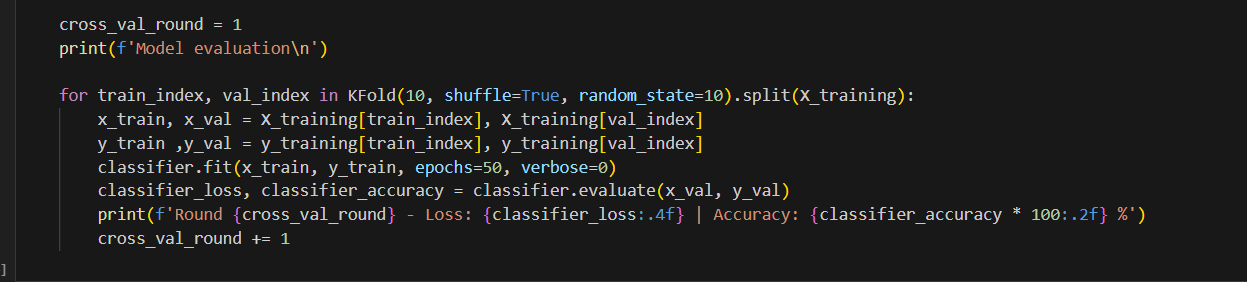 cross_val_round = 1
print(f'Model evaluation\n')
for train_index, val_index in KFold(10, shuffle=True, random_state=10).split(X_training):
x_train, x_val = X_training[train_index], X_training[val_index]
y_train ,y_val = y_training[train_index], y_training[val_index]
classifier.fit(x_train, y_train, epochs=50, verbose=0)
classifier_loss, classifier_accuracy = classifier.evaluate(x_val, y_val)
print(f'Round {cross_val_round} - Loss: {classifier_loss:.4f} | Accuracy: {classifier_accuracy * 100:.2f} %')
cross_val_round += 1
]